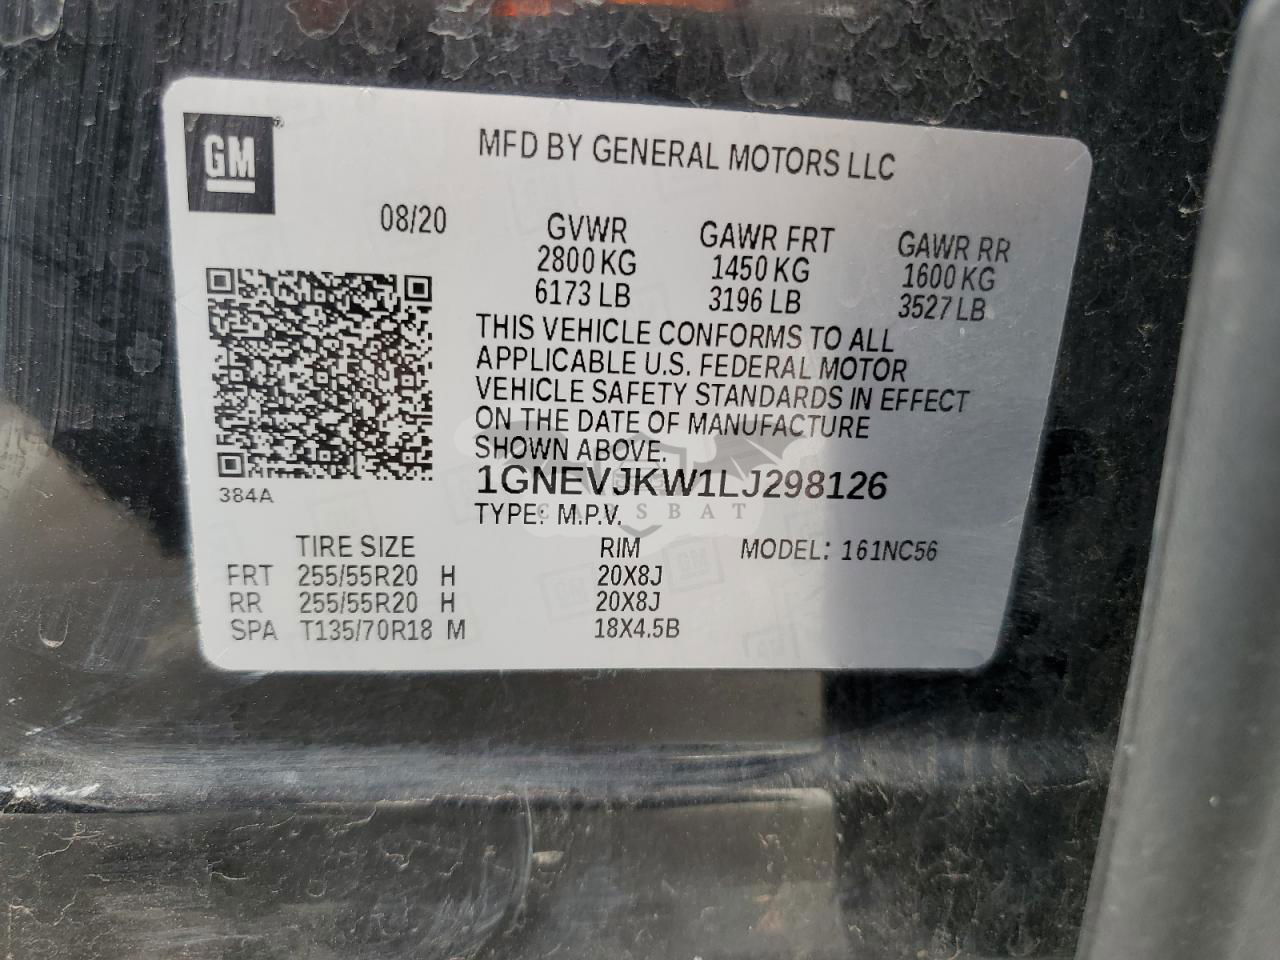 GM
MFD BY GENERAL MOTORS LLC
08/20
GVWR GAWR FRT GAWR RR
2800 KG 1450 KG 1600 KG
6173 LB 3196 LB 3527 LB
THIS VEHICLE CONFORMS TO ALL
APPLICABLE U.S. FEDERAL MOTOR
VEHICLE SAFETY STANDARDS IN EFFECT
ON THE DATE OF MANUFACTURE
SHOWN ABOVE.
384A
1GNEVJKW1LJ298126
CARSBAT
TYPE: M.P.V.
TIRE SIZE RIM MODEL: 161NC56
FRT 255/55R20 H 20X8J
RR 255/55R20 H 20X8J
SPA T135/70R18 M 18X4.5B